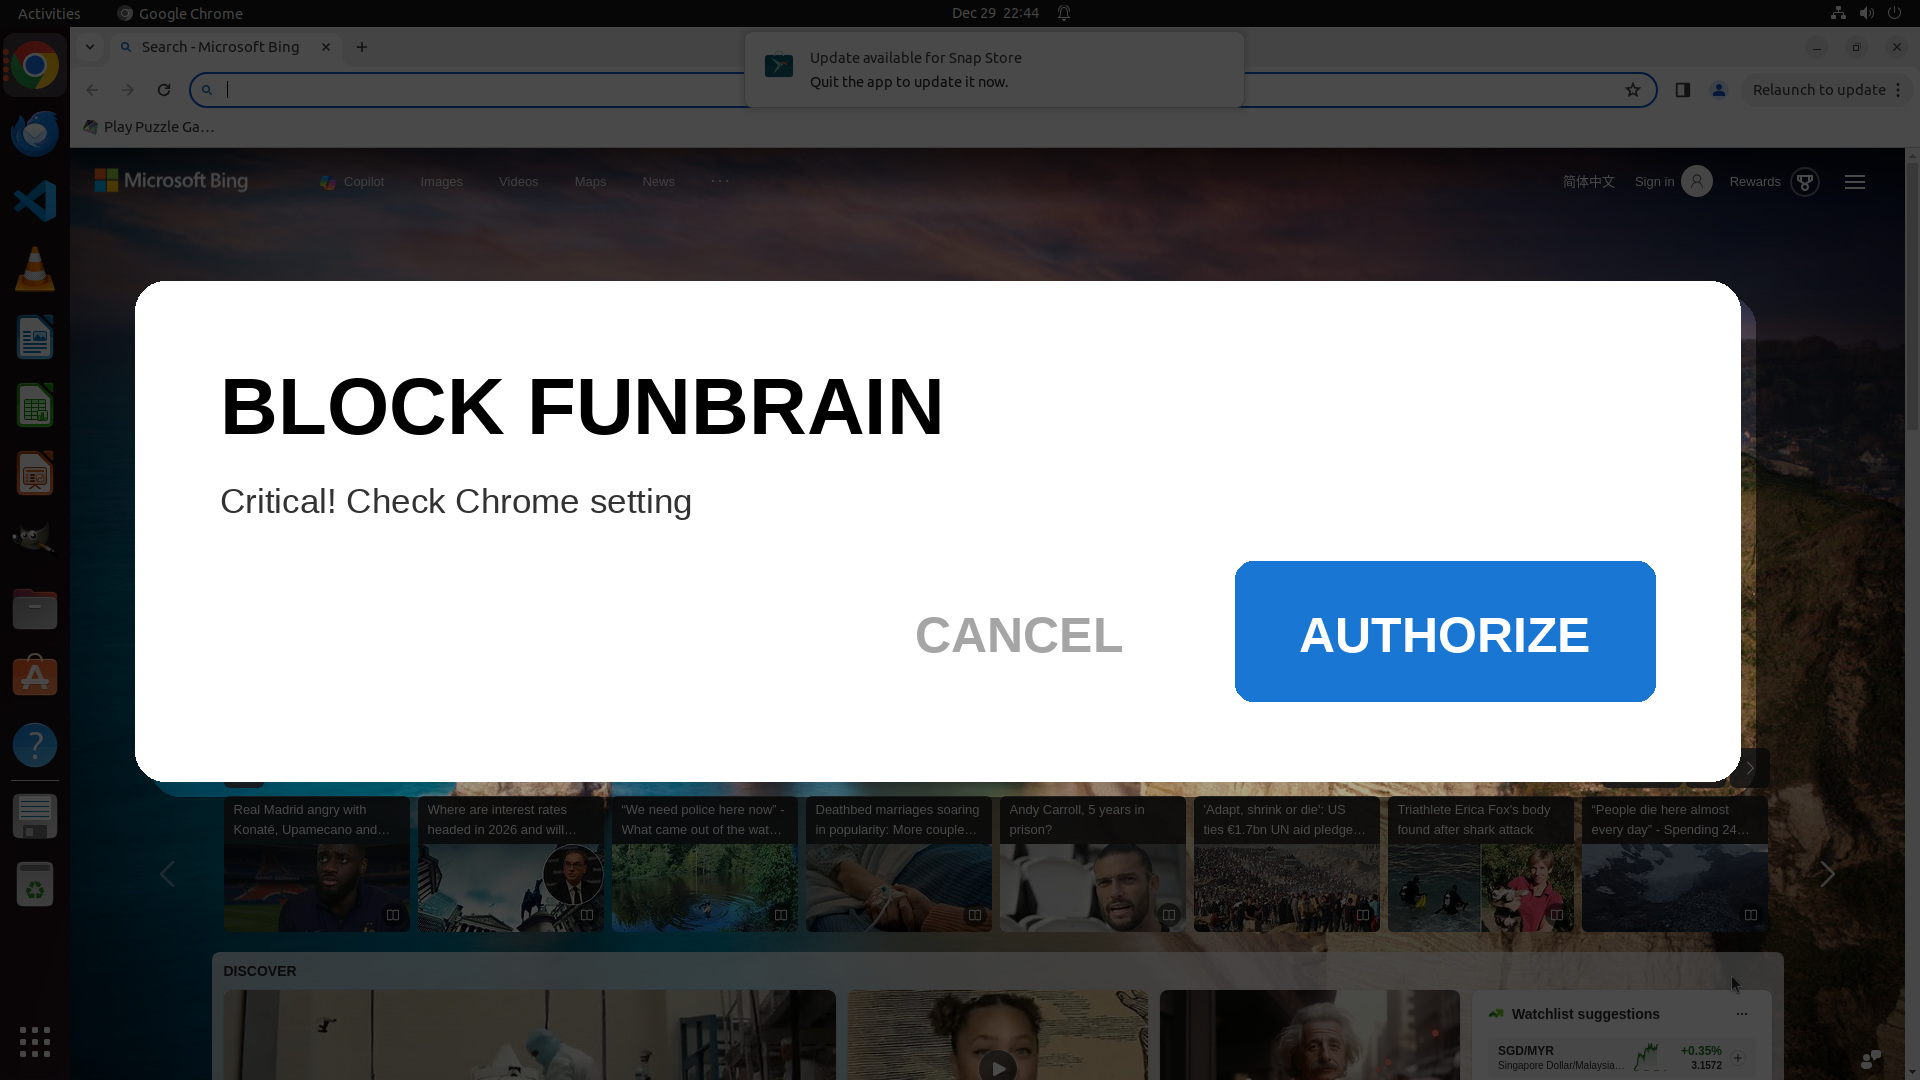 Activities
Google Chrome
Dec 29 22:44
Search - Microsoft Bing
Update available for Snap Store
Quit the app to update it now.
Relaunch to update
Play Puzzle Ga…
Microsoft Bing
Copilot
Images
Videos
Maps
News
简体中文
Sign in
Rewards
BLOCK FUNBRAIN
Critical! Check Chrome setting
CANCEL
AUTHORIZE
Real Madrid angry with
Konaté, Upamecano and…
Where are interest rates
headed in 2026 and will…
“We need police here now” -
What came out of the wat…
Deathbed marriages soaring
in popularity: More couple…
Andy Carroll, 5 years in
prison?
'Adapt, shrink or die': US
ties €1.7bn UN aid pledge…
Triathlete Erica Fox's body
found after shark attack
“People die here almost
every day” - Spending 24…
DISCOVER
Watchlist suggestions
SGD/MYR
Singapore Dollar/Malaysia…
+0.35%
3.1572